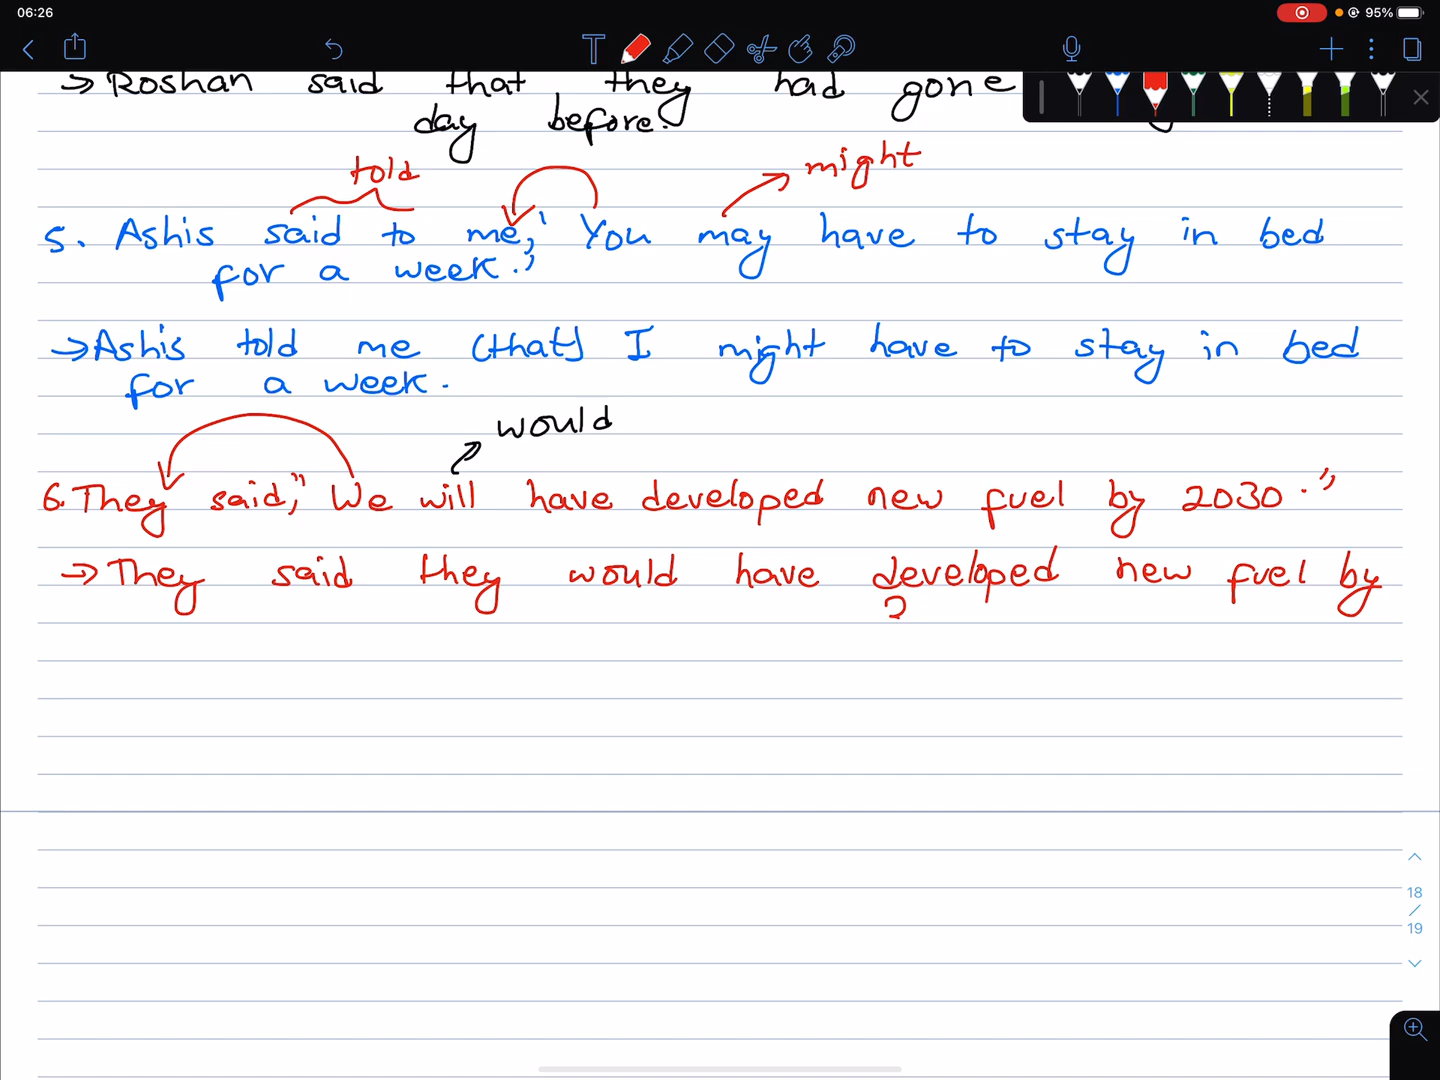 06:26
95%
T
→ Roshan said that they had gone
day before.
told
might
5. Ashis said to me,' You may have to stay in bed
for a week.,'
→Ashis told me (that) I might have to stay in bed
for a week.
would
6.They said," We will have developed new fuel by 2030."
→ They said they would have developed new fuel by
2
18
/
19